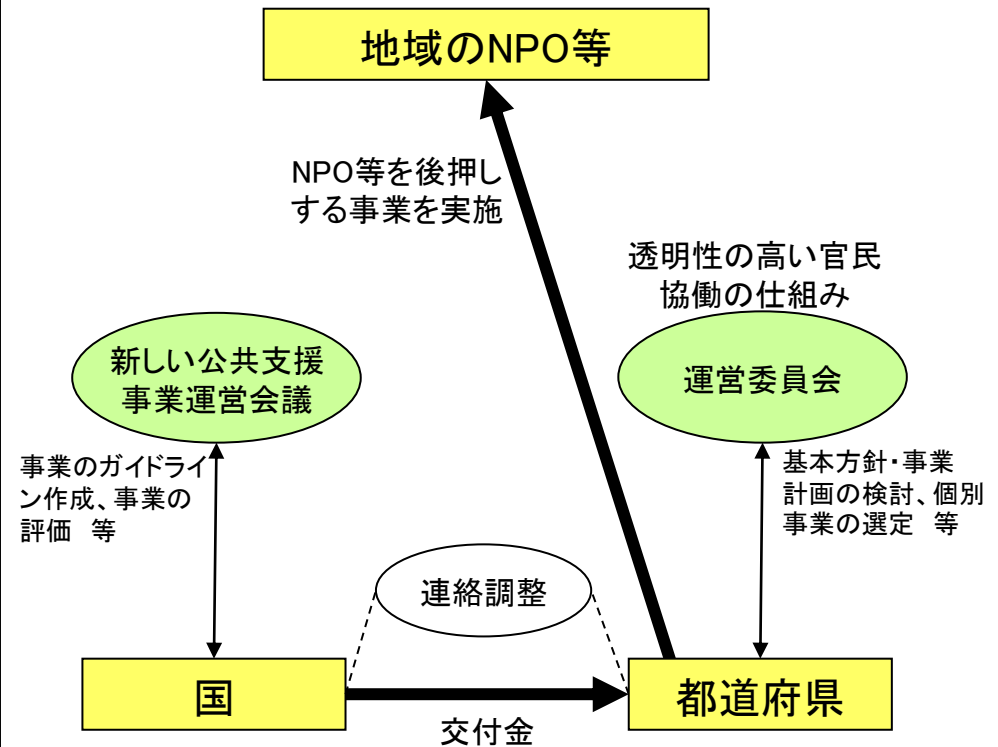 地域のNPO等
NPO等を後押し
する事業を実施
透明性の高い官民
協働の仕組み
新しい公共支援
事業運営会議
運営委員会
事業のガイドライ
ン作成、事業の
評価　等
基本方針・事業
計画の検討、個別
事業の選定　等
連絡調整
国
都道府県
交付金